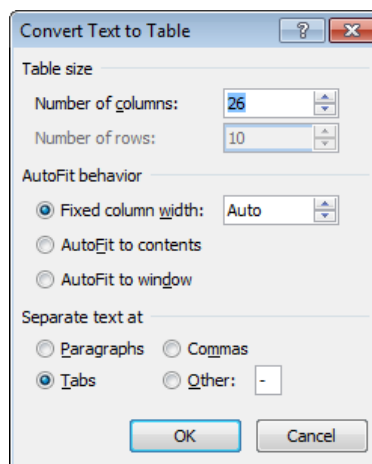 Convert Text to Table ?
Table size
Number of columns: 26
Number of rows: 10
AutoFit behavior
Fixed column width: Auto
AutoFit to contents
AutoFit to window
Separate text at
Paragraphs Commas
Tabs Other: -
OK Cancel